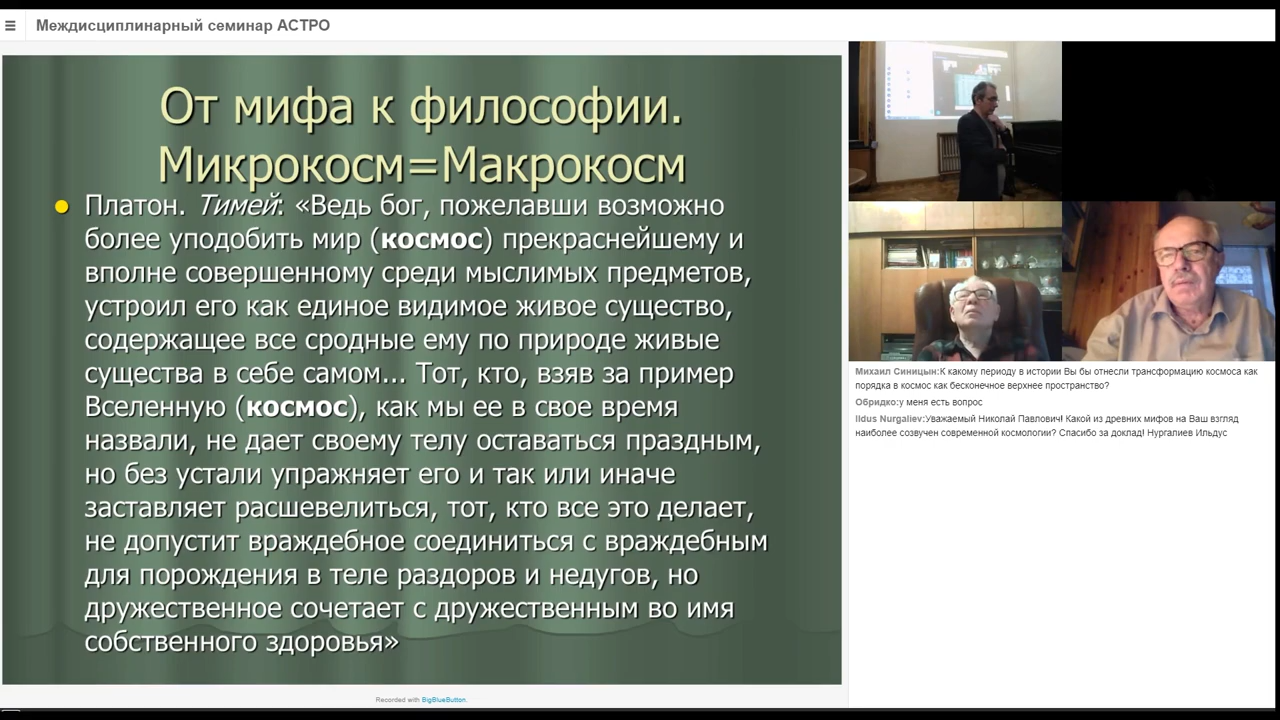 Междисциплинарный семинар АСТРО
От мифа к философии.
Микрокосм=Макрокосм
Платон. Тимей: «Ведь бог, пожелавши возможно
более уподобить мир (космос) прекраснейшему и
вполне совершенному среди мыслимых предметов,
устроил его как единое видимое живое существо,
содержащее все сродные ему по природе живые
существа в себе самом... Тот, кто, взяв за пример
Вселенную (космос), как мы ее в свое время
назвали, не дает своему телу оставаться праздным,
но без устали упражняет его и так или иначе
заставляет расшевелиться, тот, кто все это делает,
не допустит враждебное соединиться с враждебным
для порождения в теле раздоров и недугов, но
дружественное сочетает с дружественным во имя
собственного здоровья»
Recorded with BigBlueButton.
Михаил Синицын:К какому периоду в истории Вы бы отнесли трансформацию космоса как
порядка в космос как бесконечное верхнее пространство?
Обридко:у меня есть вопрос
Ildus Nurgaliev:Уважаемый Николай Павлович! Какой из древних мифов на Ваш взгляд
наиболее созвучен современной космологии? Спасибо за доклад! Нургалиев Ильдус